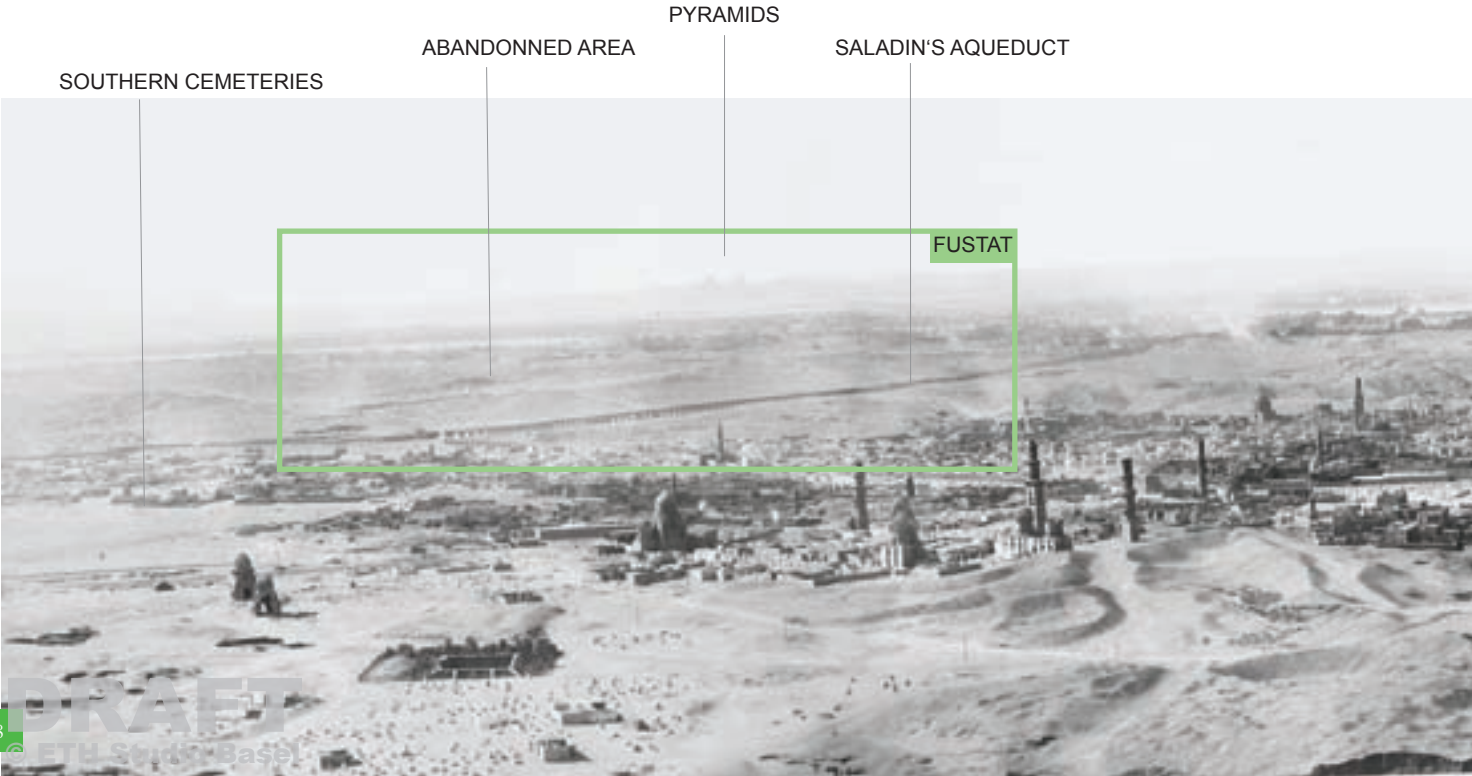 PYRAMIDS
ABANDONNED AREA
SALADIN‘S AQUEDUCT
SOUTHERN CEMETERIES
FUSTAT
DRAFT
© ETH Studio Basel